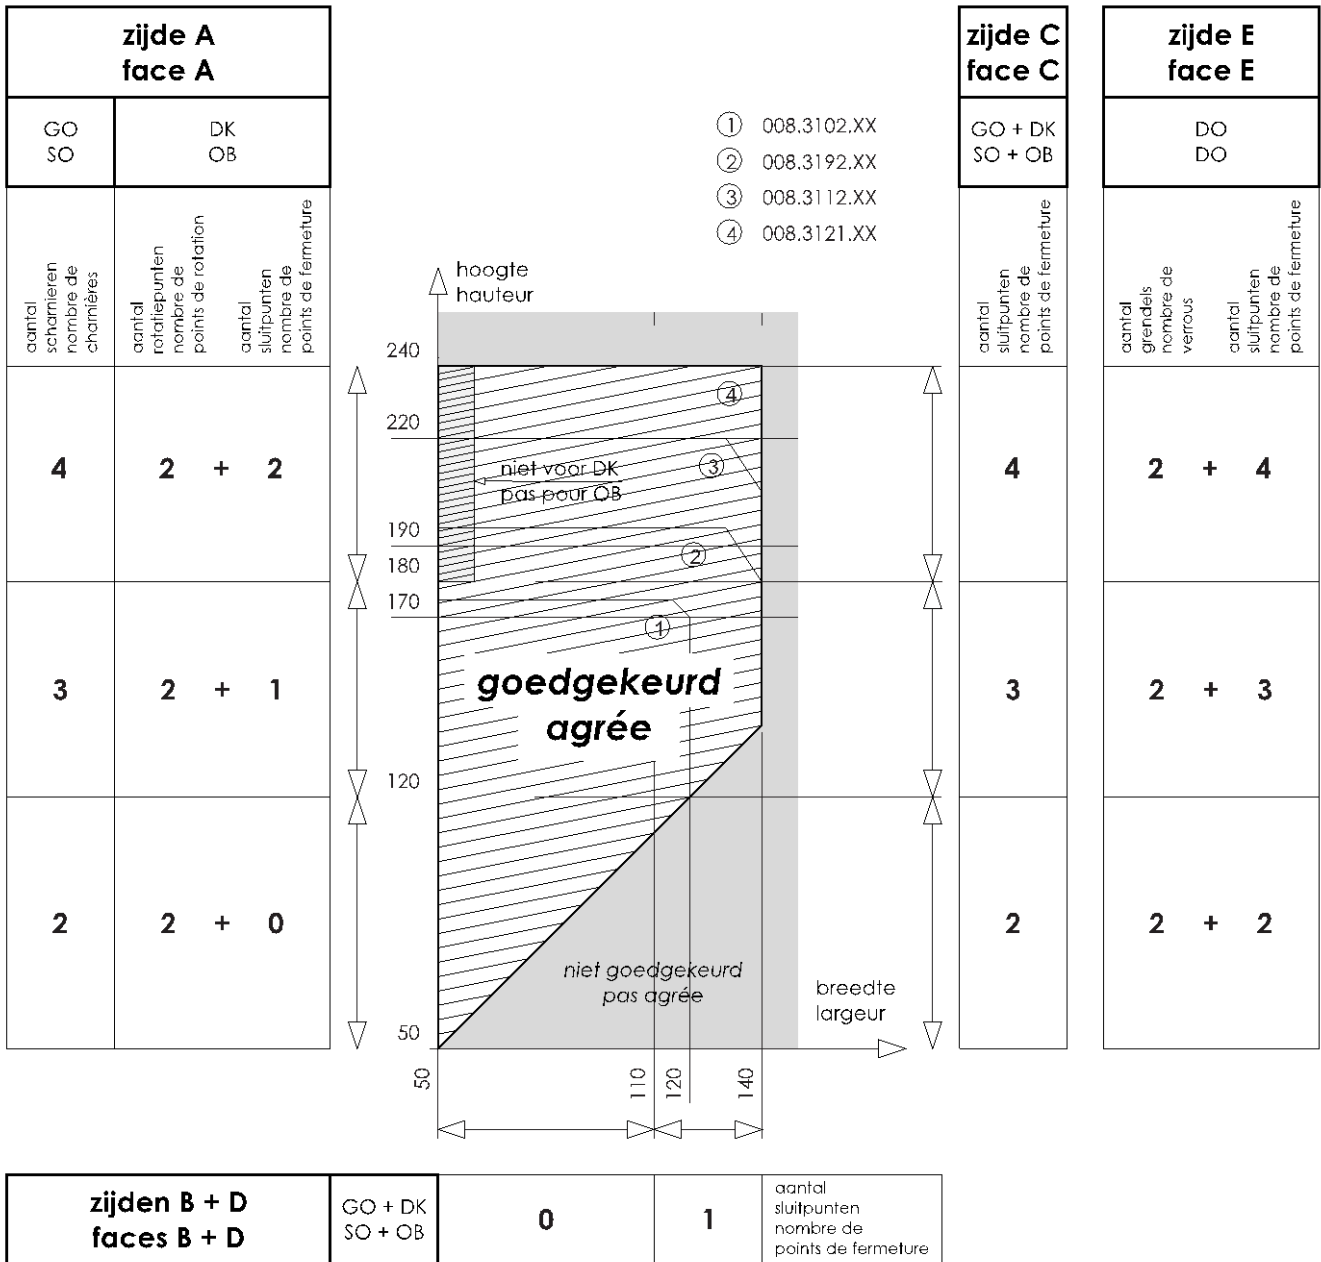 zijde A
face A
GO
SO
DK
OB
aantal
scharnieren
nombre de
charnières
aantal
rotatiepunten
nombre de
points de rotation
aantal
sluitpunten
nombre de
points de fermeture
4
2 + 2
3
2 + 1
2
2 + 0
1 008.3102.XX
2 008.3192.XX
3 008.3112.XX
4 008.3121.XX
hoogte
hauteur
240
220
190
180
170
120
50
4
3
2
1
niet voor DK
pas pour OB
goedgekeurd
agrée
niet goedgekeurd
pas agrée
breedte
largeur
50
110
120
140
zijde C
face C
GO + DK
SO + OB
aantal
sluitpunten
nombre de
points de fermeture
4
3
2
zijde E
face E
DO
DO
aantal
grendels
nombre de
verrous
aantal
sluitpunten
nombre de
points de fermeture
2 + 4
2 + 3
2 + 2
zijden B + D
faces B + D
GO + DK
SO + OB
0
1
aantal
sluitpunten
nombre de
points de fermeture